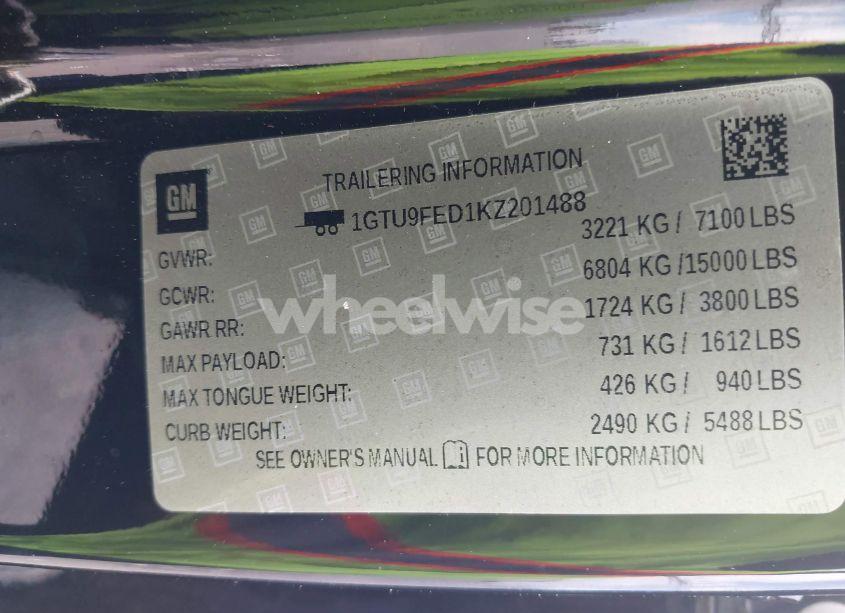 GM
TRAILERING INFORMATION
1GTU9FED1KZ201488
GVWR: 3221 KG / 7100 LBS
GCWR: 6804 KG /15000 LBS
GAWR RR: 1724 KG / 3800 LBS
MAX PAYLOAD: 731 KG / 1612 LBS
MAX TONGUE WEIGHT: 426 KG / 940 LBS
CURB WEIGHT: 2490 KG / 5488 LBS
SEE OWNER'S MANUAL i FOR MORE INFORMATION
wheelwise